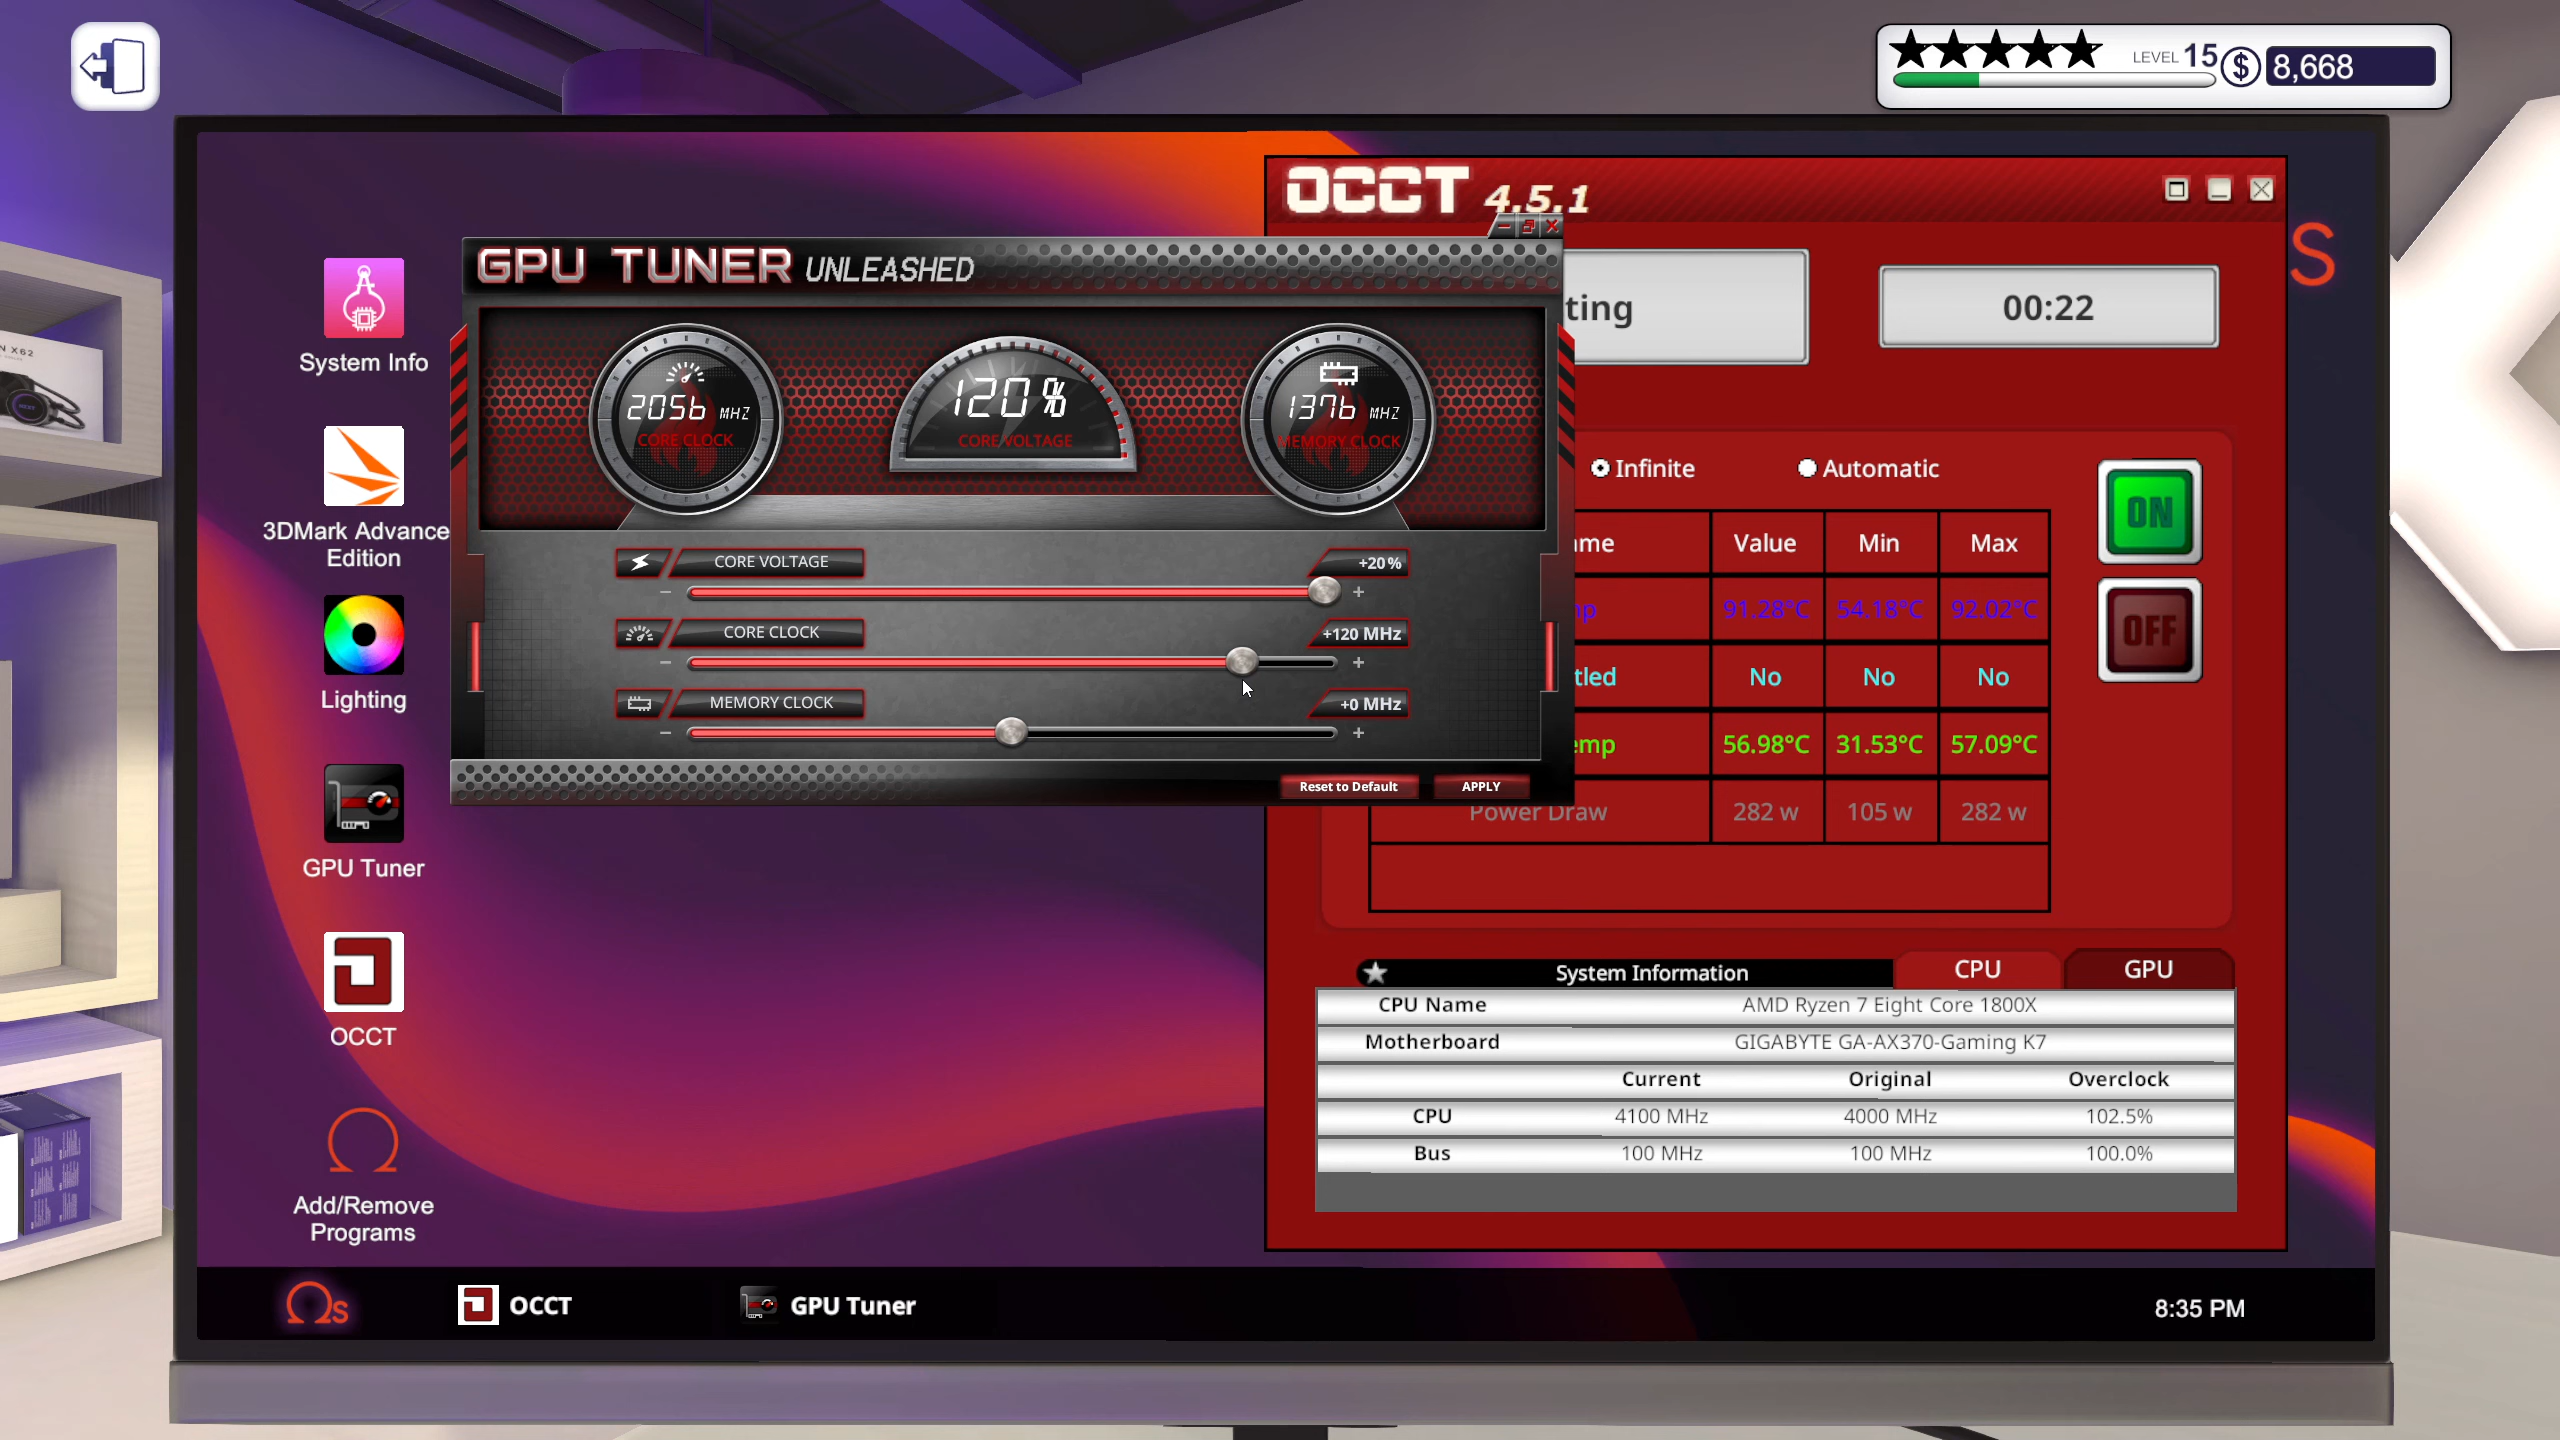 LEVEL 15 $ 8,668
OCCT 4.5.1
GPU TUNER UNLEASHED
S
ting
00:22
2056 MHZ
CORE CLOCK
120%
CORE VOLTAGE
1376 MHZ
MEMORY CLOCK
System Info
3DMark Advance
Edition
Lighting
GPU Tuner
OCCT
Add/Remove
Programs
CORE VOLTAGE +20%
CORE CLOCK +120 MHz
MEMORY CLOCK +0 MHz
Reset to Default APPLY
Infinite Automatic
ON
OFF
ame Value Min Max
mp 91.28°C 54.18°C 92.02°C
tled No No No
emp 56.98°C 31.53°C 57.09°C
Power Draw 282 w 105 w 282 w
System Information CPU GPU
CPU Name AMD Ryzen 7 Eight Core 1800X
Motherboard GIGABYTE GA-AX370-Gaming K7
Current Original Overclock
CPU 4100 MHz 4000 MHz 102.5%
Bus 100 MHz 100 MHz 100.0%
N X62
Ωs OCCT GPU Tuner 8:35 PM